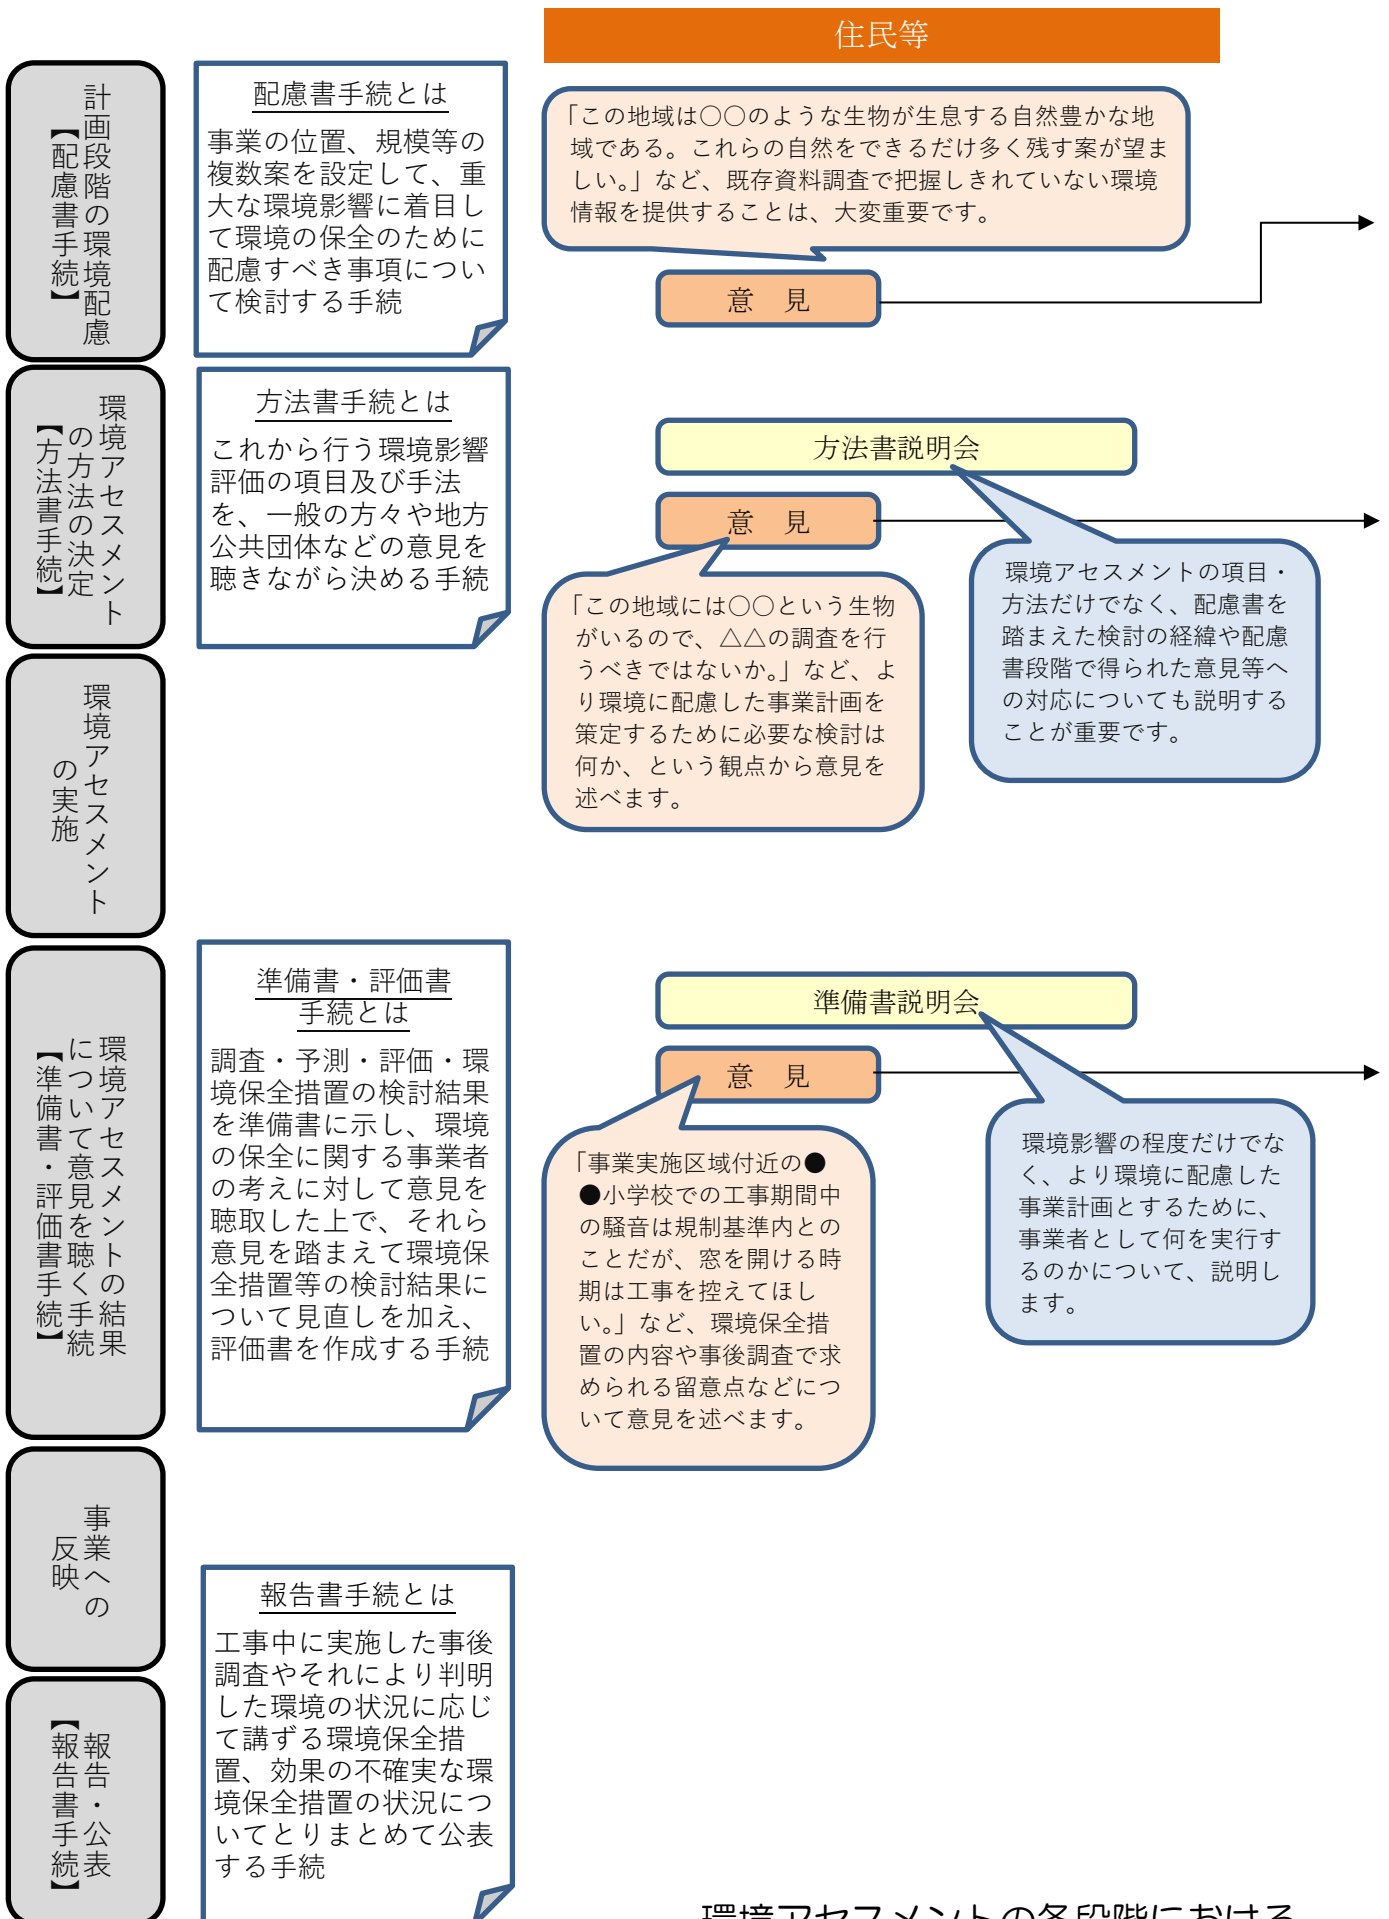 住民等
計画段階の環境配慮
【配慮書手続】
配慮書手続とは
事業の位置、規模等の
複数案を設定して、重
大な環境影響に着目し
て環境の保全のために
配慮すべき事項につい
て検討する手続
「この地域は〇〇のような生物が生息する自然豊かな地
域である。これらの自然をできるだけ多く残す案が望ま
しい。」など、既存資料調査で把握しきれていない環境
情報を提供することは、大変重要です。
意　見
環境アセスメント
の方法の決定
【方法書手続】
方法書手続とは
これから行う環境影響
評価の項目及び手法
を、一般の方々や地方
公共団体などの意見を
聴きながら決める手続
方法書説明会
意　見
「この地域には〇〇という生物
がいるので、△△の調査を行
うべきではないか。」など、よ
り環境に配慮した事業計画を
策定するために必要な検討は
何か、という観点から意見を
述べます。
環境アセスメントの項目・
方法だけでなく、配慮書を
踏まえた検討の経緯や配慮
書段階で得られた意見等へ
の対応についても説明する
ことが重要です。
環境アセスメント
の実施
環境アセスメントの結果
について意見を聴く手続
【準備書・評価書手続】
準備書・評価書
手続とは
調査・予測・評価・環
境保全措置の検討結果
を準備書に示し、環境
の保全に関する事業者
の考えに対して意見を
聴取した上で、それら
意見を踏まえて環境保
全措置等の検討結果に
ついて見直しを加え、
評価書を作成する手続
準備書説明会
意　見
「事業実施区域付近の●
●小学校での工事期間中
の騒音は規制基準内との
ことだが、窓を開ける時
期は工事を控えてほし
い。」など、環境保全措
置の内容や事後調査で求
められる留意点などにつ
いて意見を述べます。
環境影響の程度だけでな
く、より環境に配慮した
事業計画とするために、
事業者として何を実行す
るのかについて、説明し
ます。
事業への
反映
報告・公表
【報告書手続】
報告書手続とは
工事中に実施した事後
調査やそれにより判明
した環境の状況に応じ
て講ずる環境保全措
置、効果の不確実な環
境保全措置の状況につ
いてとりまとめて公表
する手続
環境アセスメントの各段階における